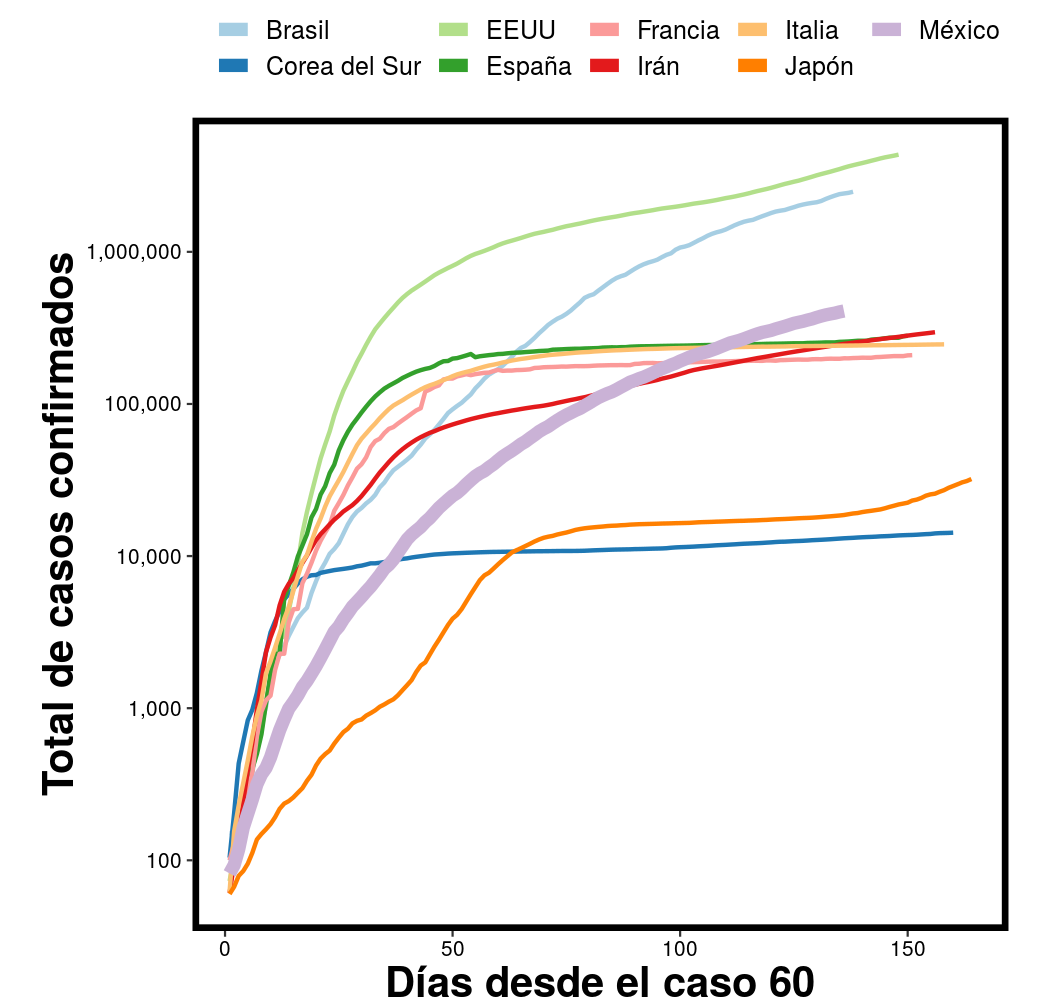 Brasil EEUU Francia Italia México
Corea del Sur España Irán Japón
Total de casos confirmados
1,000,000
100,000
10,000
1,000
100
0 50 100 150
Días desde el caso 60